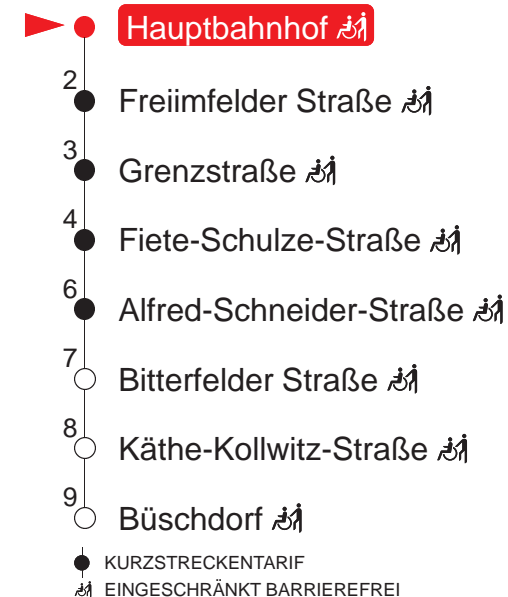 Hauptbahnhof
2
Freiimfelder Straße
3
Grenzstraße
4
Fiete-Schulze-Straße
6
Alfred-Schneider-Straße
7
Bitterfelder Straße
8
Käthe-Kollwitz-Straße
9
Büschdorf
KURZSTRECKENTARIF
EINGESCHRÄNKT BARRIEREFREI